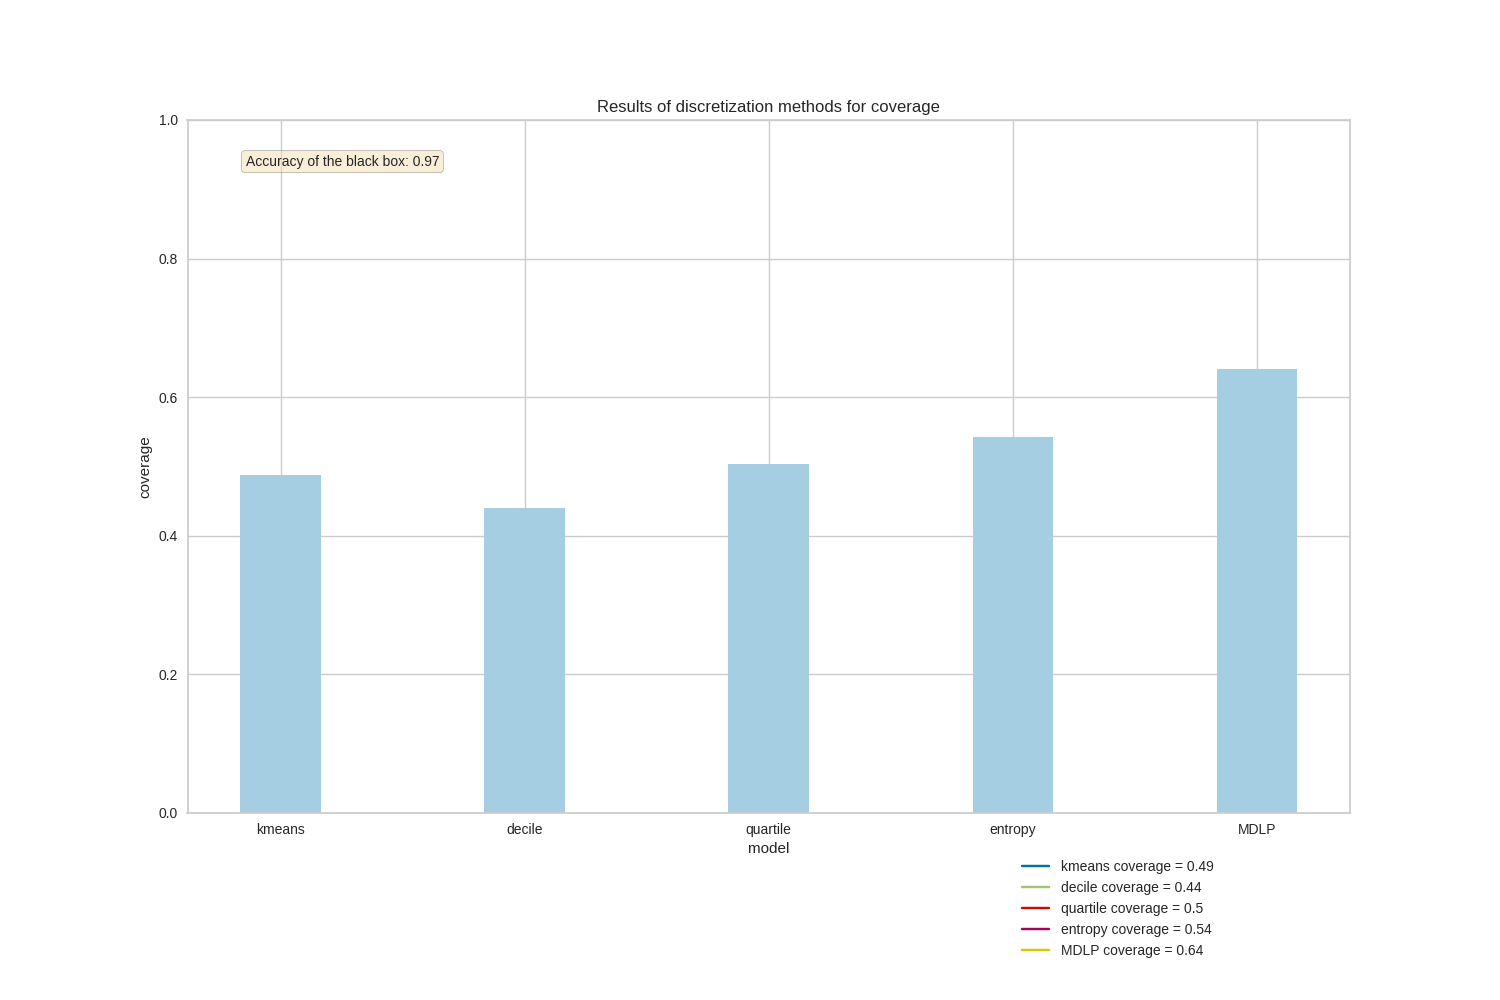 Results of discretization methods for coverage
1.0
Accuracy of the black box: 0.97
0.8
0.6
coverage
0.4
0.2
0.0
kmeans decile quartile entropy MDLP
model
kmeans coverage = 0.49
decile coverage = 0.44
quartile coverage = 0.5
entropy coverage = 0.54
MDLP coverage = 0.64